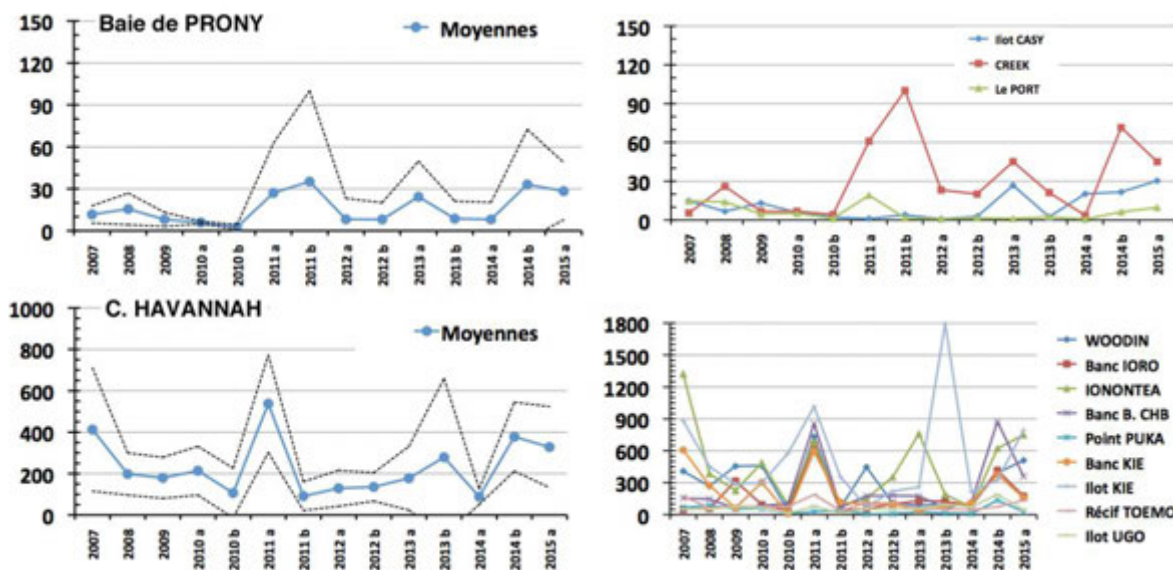 Baie de PRONY
Moyennes
150
120
90
60
30
0
2007
2008
2009
2010 a
2010 b
2011 a
2011 b
2012 a
2012 b
2013 a
2013 b
2014 a
2014 b
2015 a
Ilot CASY
CREEK
Le PORT
150
120
90
60
30
0
2007
2008
2009
2010 a
2010 b
2011 a
2011 b
2012 a
2012 b
2013 a
2013 b
2014 a
2014 b
2015 a
C. HAVANNAH
Moyennes
1000
800
600
400
200
0
2007
2008
2009
2010 a
2010 b
2011 a
2011 b
2012 a
2012 b
2013 a
2013 b
2014 a
2014 b
2015 a
1800
1500
1200
900
600
300
0
2007
2008
2009
2010 a
2010 b
2011 a
2011 b
2012 a
2012 b
2013 a
2013 b
2014 a
2014 b
2015 a
WOODIN
Banc IORO
IONONTEA
Banc B. CHB
Point PUKA
Banc KIE
Ilot KIE
Récif TOEMO
Ilot UGO